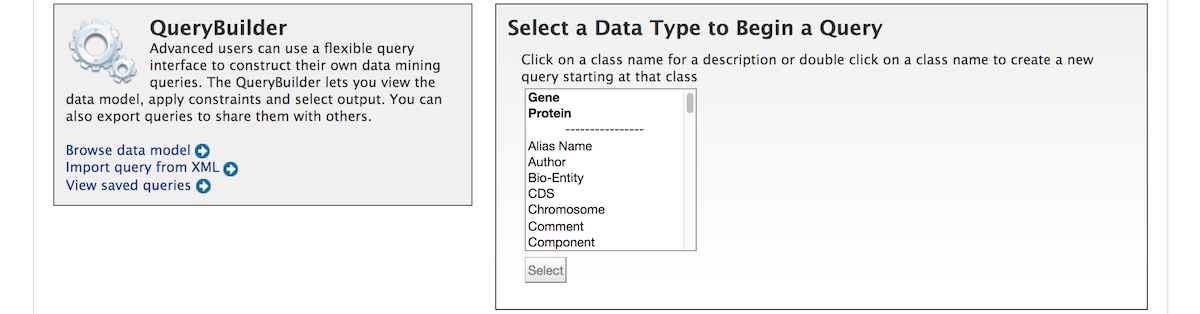 QueryBuilder
Advanced users can use a flexible query
interface to construct their own data mining
queries. The QueryBuilder lets you view the
data model, apply constraints and select output. You can
also export queries to share them with others.
Browse data model
Import query from XML
View saved queries
Select a Data Type to Begin a Query
Click on a class name for a description or double click on a class name to create a new
query starting at that class
Gene
Protein
----------------
Alias Name
Author
Bio-Entity
CDS
Chromosome
Comment
Component
Select